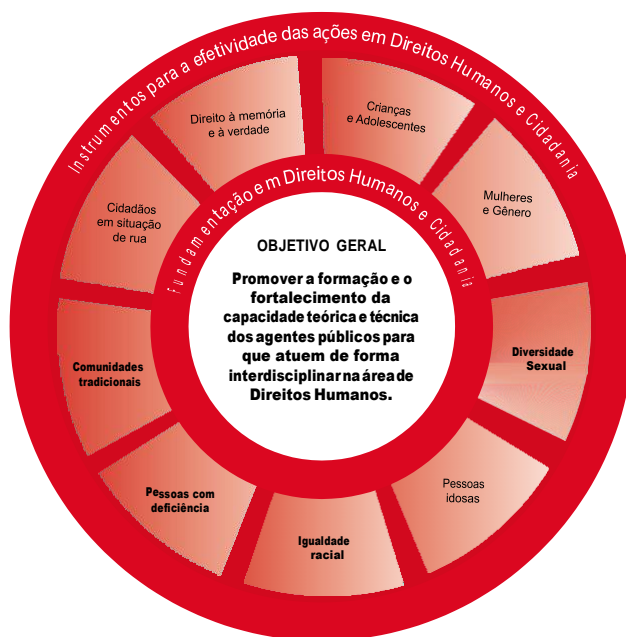 Instrumentos para a efetividade das ações em Direitos Humanos e Cidadania
Direito à memória
e à verdade
Crianças
e Adolescentes
Cidadãos
em situação
de rua
Mulheres
e Gênero
Fundamentação em Direitos Humanos e Cidadania
OBJETIVO GERAL
Promover a formação e o
fortalecimento da
capacidade teórica e técnica
dos agentes públicos para
que atuem de forma
interdisciplinar na área de
Direitos Humanos.
Comunidades
tradicionais
Diversidade
Sexual
Pessoas com
deficiência
Pessoas
idosas
Igualdade
racial